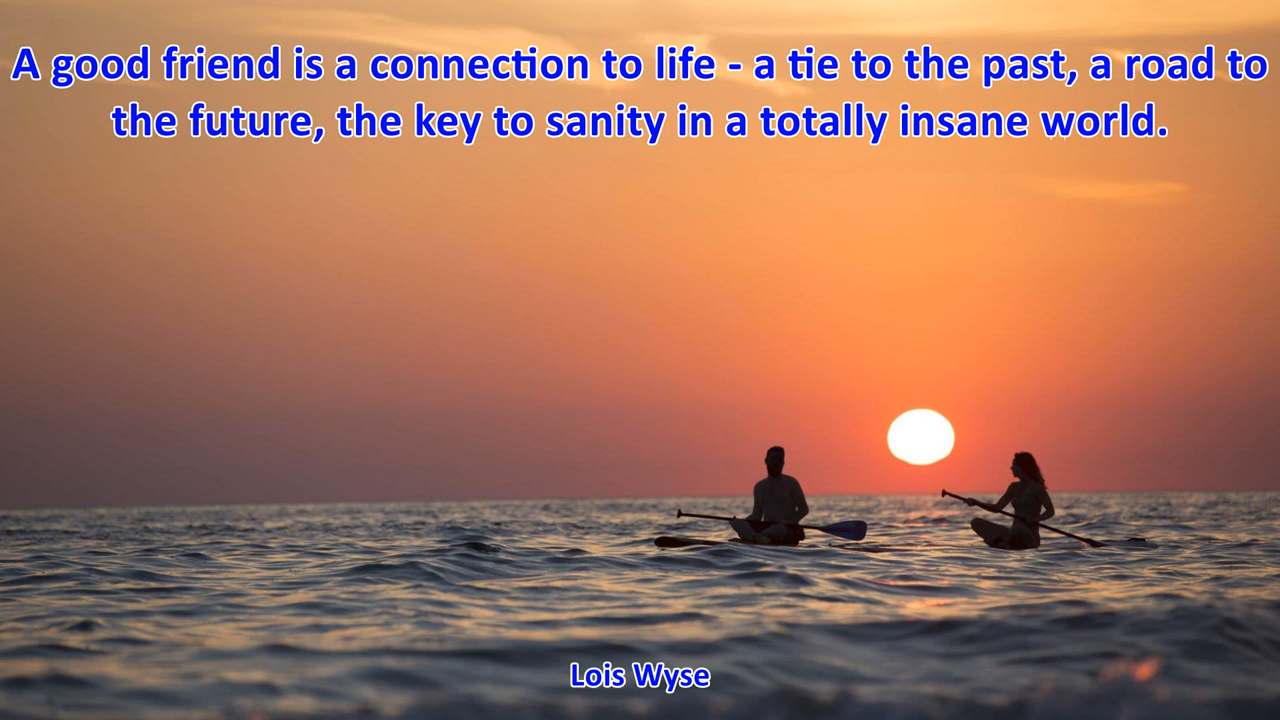 A good friend is a connection to life - a tie to the past, a road to
the future, the key to sanity in a totally insane world.
Lois Wyse